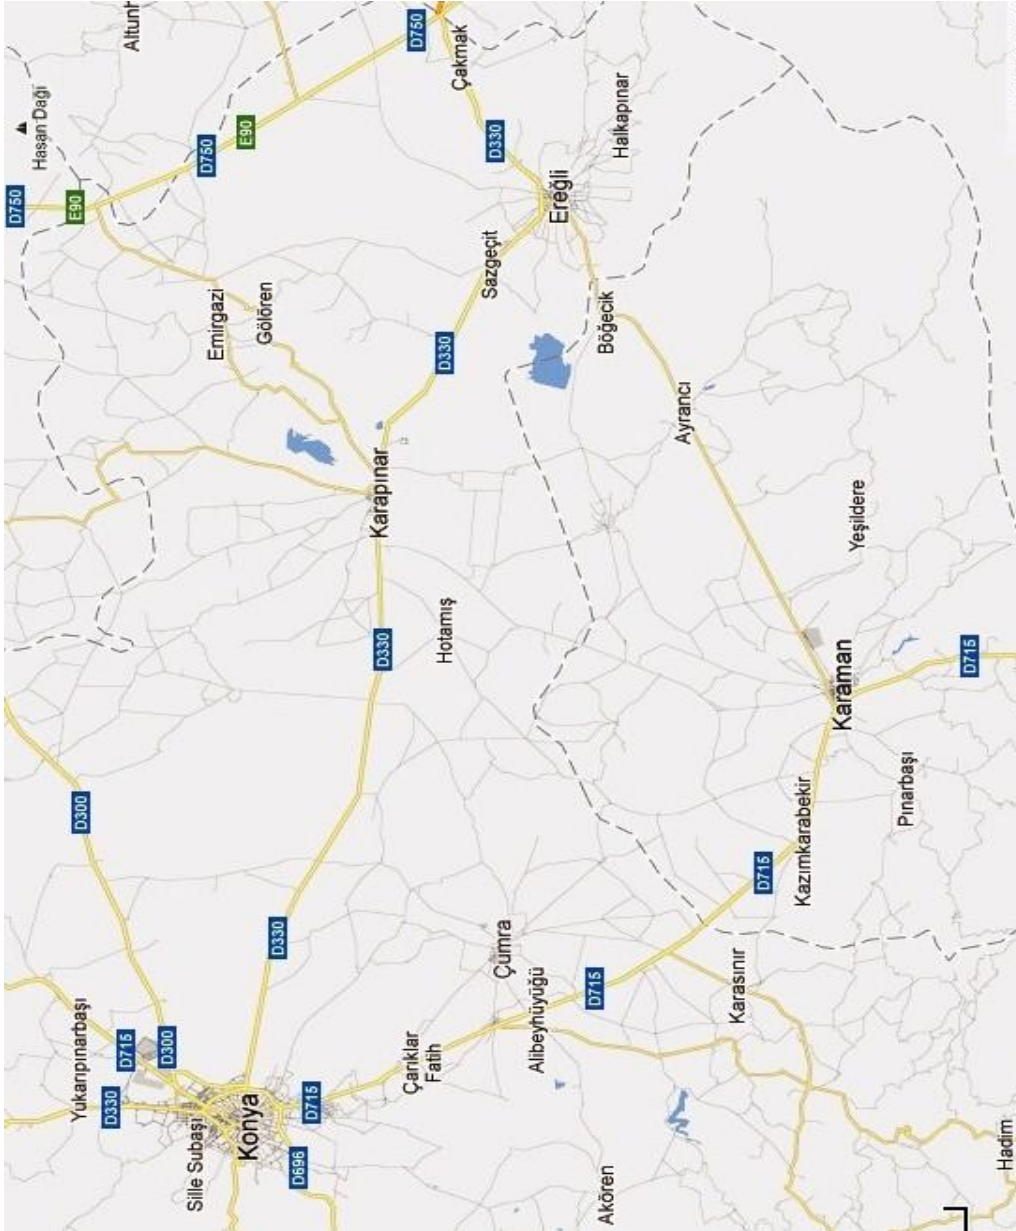 D750
Hasan Dağı
E90
Yukarıpınarbaşı
D300
D330
D715
Altunh
D300
Sille Subaşı
D750
Emirgazi
Konya
E90
Gölören
D330
D696
D715
Karapınar
D330
Çarıklar
Fatih
D750
Hotamış
D330
Çakmak
Sazgeçit
D330
Çumra
Alibeyhüyüğü
Ereğli
D715
Akören
Böğecik
Halkapınar
Ayrancı
Karasınır
D715
Kazımkarabekir
Karaman
Yeşildere
Pınarbaşı
D715
Hadim